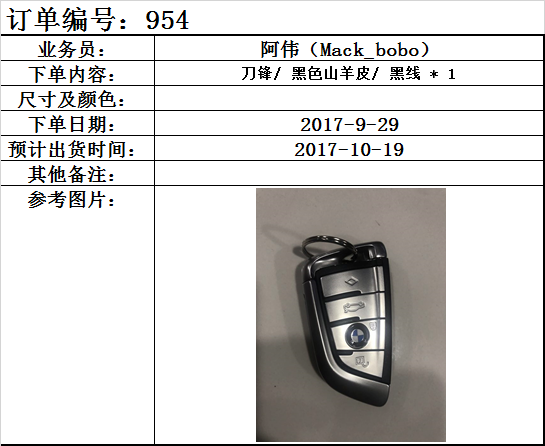 订单编号：954
业务员： 阿伟（Mack_bobo）
下单内容： 刀锋/ 黑色山羊皮/ 黑线 * 1
尺寸及颜色：
下单日期： 2017-9-29
预计出货时间： 2017-10-19
其他备注：
参考图片：